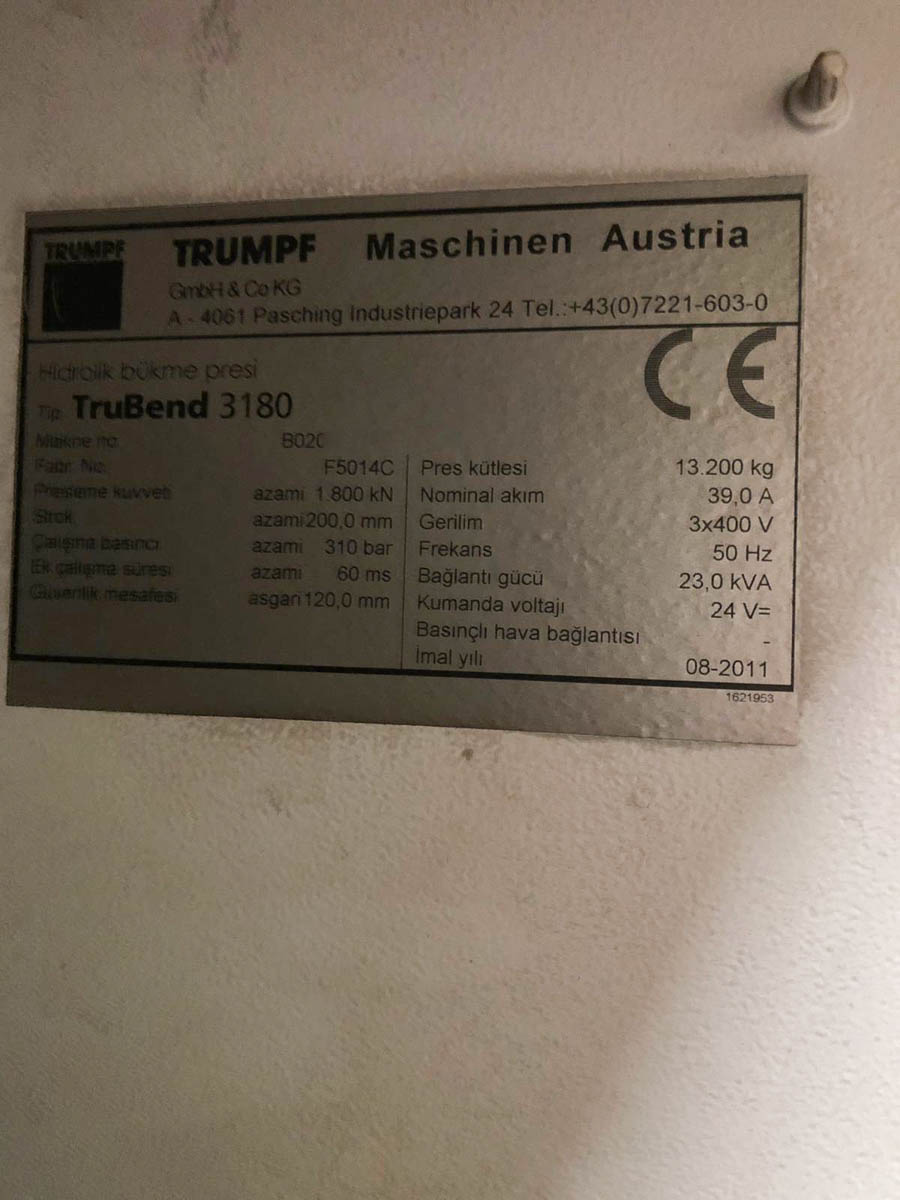 TRUMPF
TRUMPF Maschinen Austria
GmbH & Co KG
A - 4061 Pasching Industriepark 24 Tel.:+43(0)7221-603-0
CE
Hidrolik bükme presi
Tip TruBend 3180
Makine no B020
Fabr. No. F5014C
Presleme kuvveti azami 1.800 kN
Strok azami 200,0 mm
Çalışma basıncı azami 310 bar
Ek çalışma süresi azami 60 ms
Güvenlik mesafesi asgari 120,0 mm
Pres kütlesi 13.200 kg
Nominal akım 39,0 A
Gerilim 3x400 V
Frekans 50 Hz
Bağlantı gücü 23,0 kVA
Kumanda voltajı 24 V=
Basınçlı hava bağlantısı -
İmal yılı 08-2011
1621953